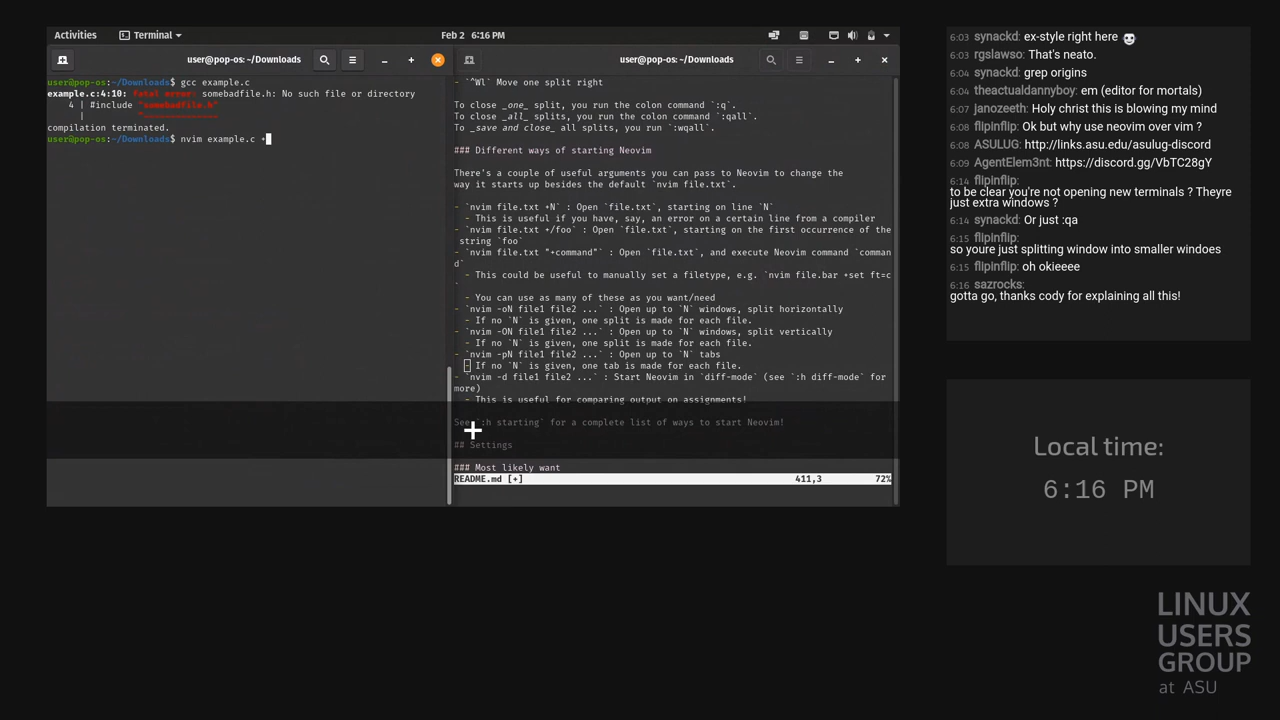 Activities
Terminal
Feb 2 6:16 PM
user@pop-os: ~/Downloads
user@pop-os:~/Downloads$ gcc example.c
example.c:4:10: fatal error: somebadfile.h: No such file or directory
4 | #include "somebadfile.h"
| ^~~~~~~~~~~~~~~
compilation terminated.
user@pop-os:~/Downloads$ nvim example.c +
user@pop-os: ~/Downloads
- `^Wl` Move one split right
To close _one_ split, you run the colon command `:q`.
To close _all_ splits, you run `:qall`.
To _save and close_ all splits, you run `:wqall`.
### Different ways of starting Neovim
There's a couple of useful arguments you can pass to Neovim to change the
way it starts up besides the default `nvim file.txt`.
- `nvim file.txt +N` : Open `file.txt`, starting on line `N`
- This is useful if you have, say, an error on a certain line from a compiler
- `nvim file.txt +/foo` : Open `file.txt`, starting on the first occurrence of the
string `foo`
- `nvim file.txt "+command"` : Open `file.txt`, and execute Neovim command `comman
d`
- This could be useful to manually set a filetype, e.g. `nvim file.bar +set ft=c
`
- You can use as many of these as you want/need
- `nvim -oN file1 file2 ...` : Open up to `N` windows, split horizontally
- If no `N` is given, one split is made for each file.
- `nvim -ON file1 file2 ...` : Open up to `N` windows, split vertically
- If no `N` is given, one split is made for each file.
- `nvim -pN file1 file2 ...` : Open up to `N` tabs
- If no `N` is given, one tab is made for each file.
- `nvim -d file1 file2 ...` : Start Neovim in `diff-mode` (see `:h diff-mode` for
more)
- This is useful for comparing output on assignments!
See `:h starting` for a complete list of ways to start Neovim!
## Settings
### Most likely want
README.md [+] 411,3 72%
6:03 synackd: ex-style right here
6:03 rgslawso: That's neato.
6:04 synackd: grep origins
6:04 theactualdannyboy: em (editor for mortals)
6:07 janozeeth: Holy christ this is blowing my mind
6:08 flipinflip: Ok but why use neovim over vim ?
6:08 ASULUG: http://links.asu.edu/asulug-discord
6:09 AgentElem3nt: https://discord.gg/VbTC28gY
6:14 flipinflip:
to be clear you're not opening new terminals ? Theyre
just extra windows ?
6:14 synackd: Or just :qa
6:15 flipinflip:
so youre just splitting window into smaller windoes
6:15 flipinflip: oh okieeee
6:16 sazrocks:
gotta go, thanks cody for explaining all this!
Local time:
6:16 PM
LINUX
USERS
GROUP
at ASU